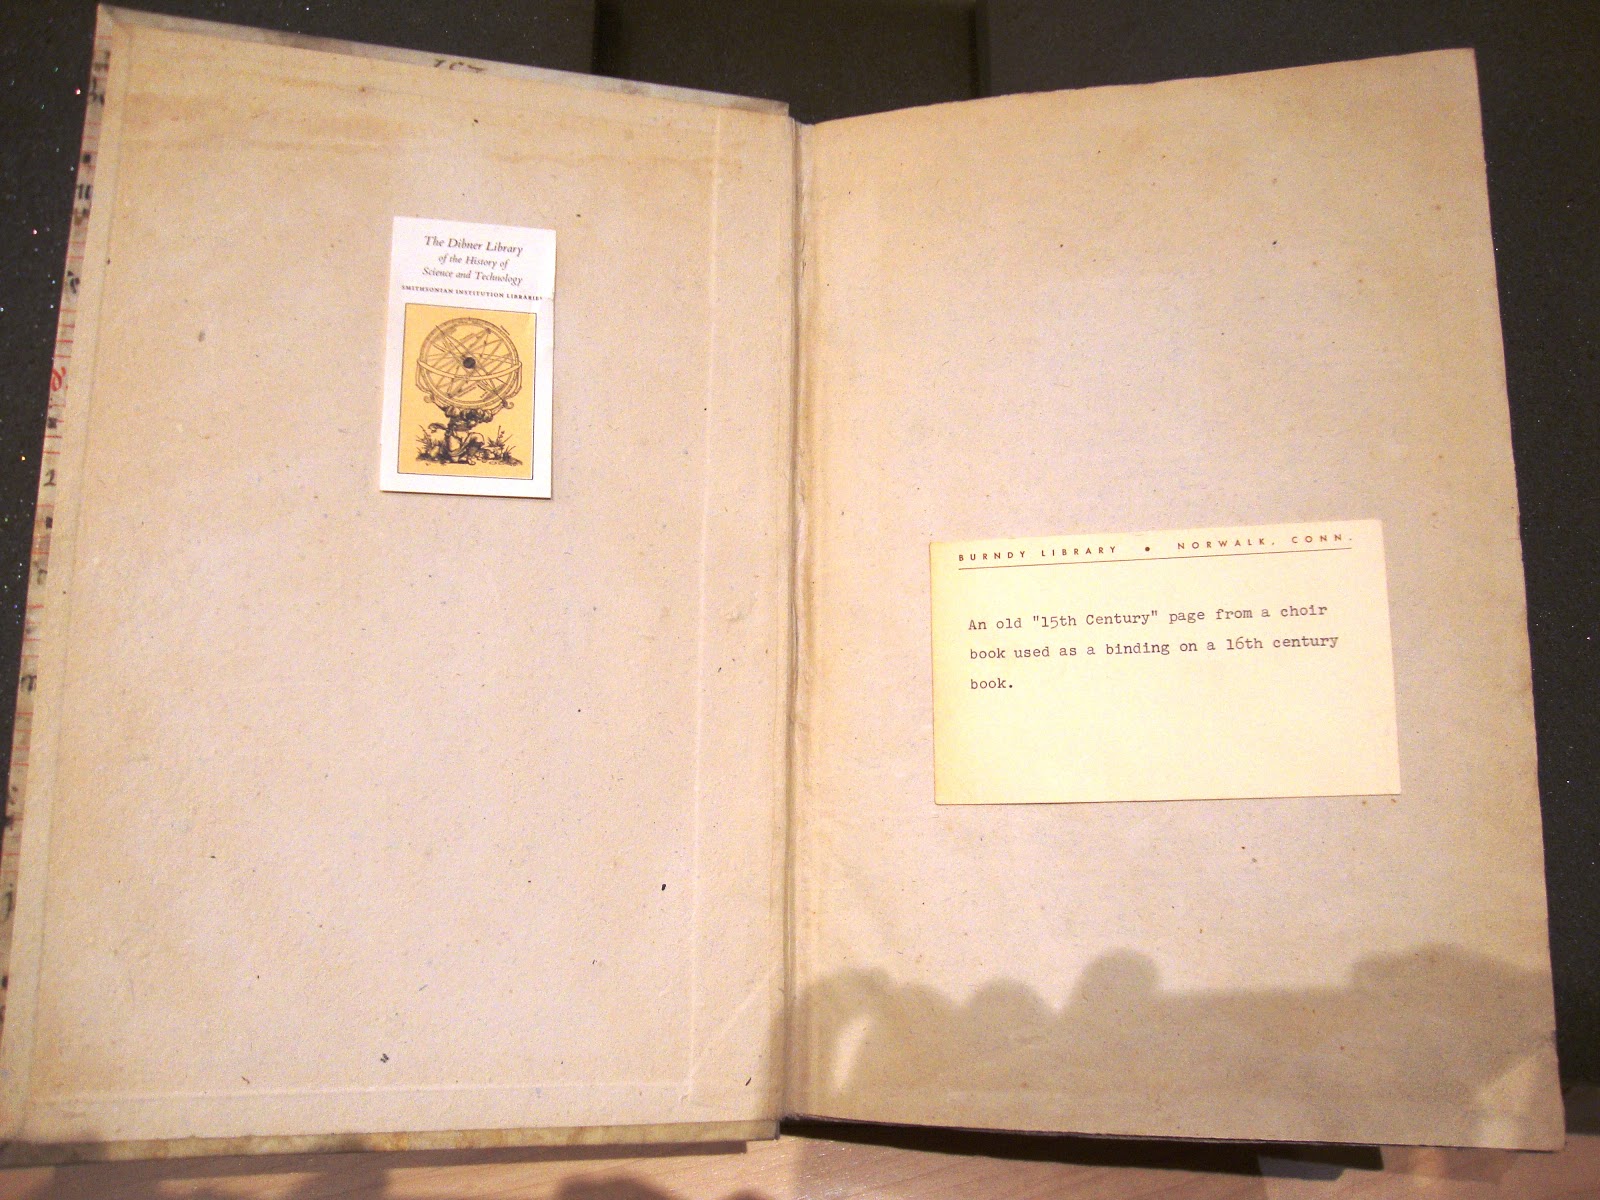 The Dibner Library
of the History of
Science and Technology
SMITHSONIAN INSTITUTION LIBRARIES
BURNDY LIBRARY • NORWALK, CONN.
An old "15th Century" page from a choir
book used as a binding on a 16th century
book.